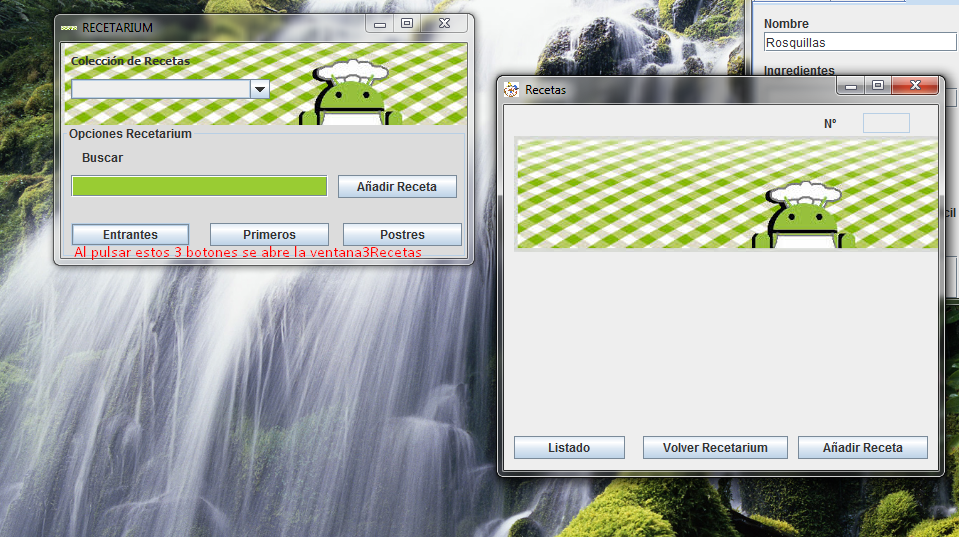 RECETARIUM
Colección de Recetas
Opciones Recetarium
Buscar
Añadir Receta
Entrantes
Primeros
Postres
Al pulsar estos 3 botones se abre la ventana3Recetas
Nombre
Rosquillas
Ingredientes
cil
Recetas
Nº
Listado
Volver Recetarium
Añadir Receta